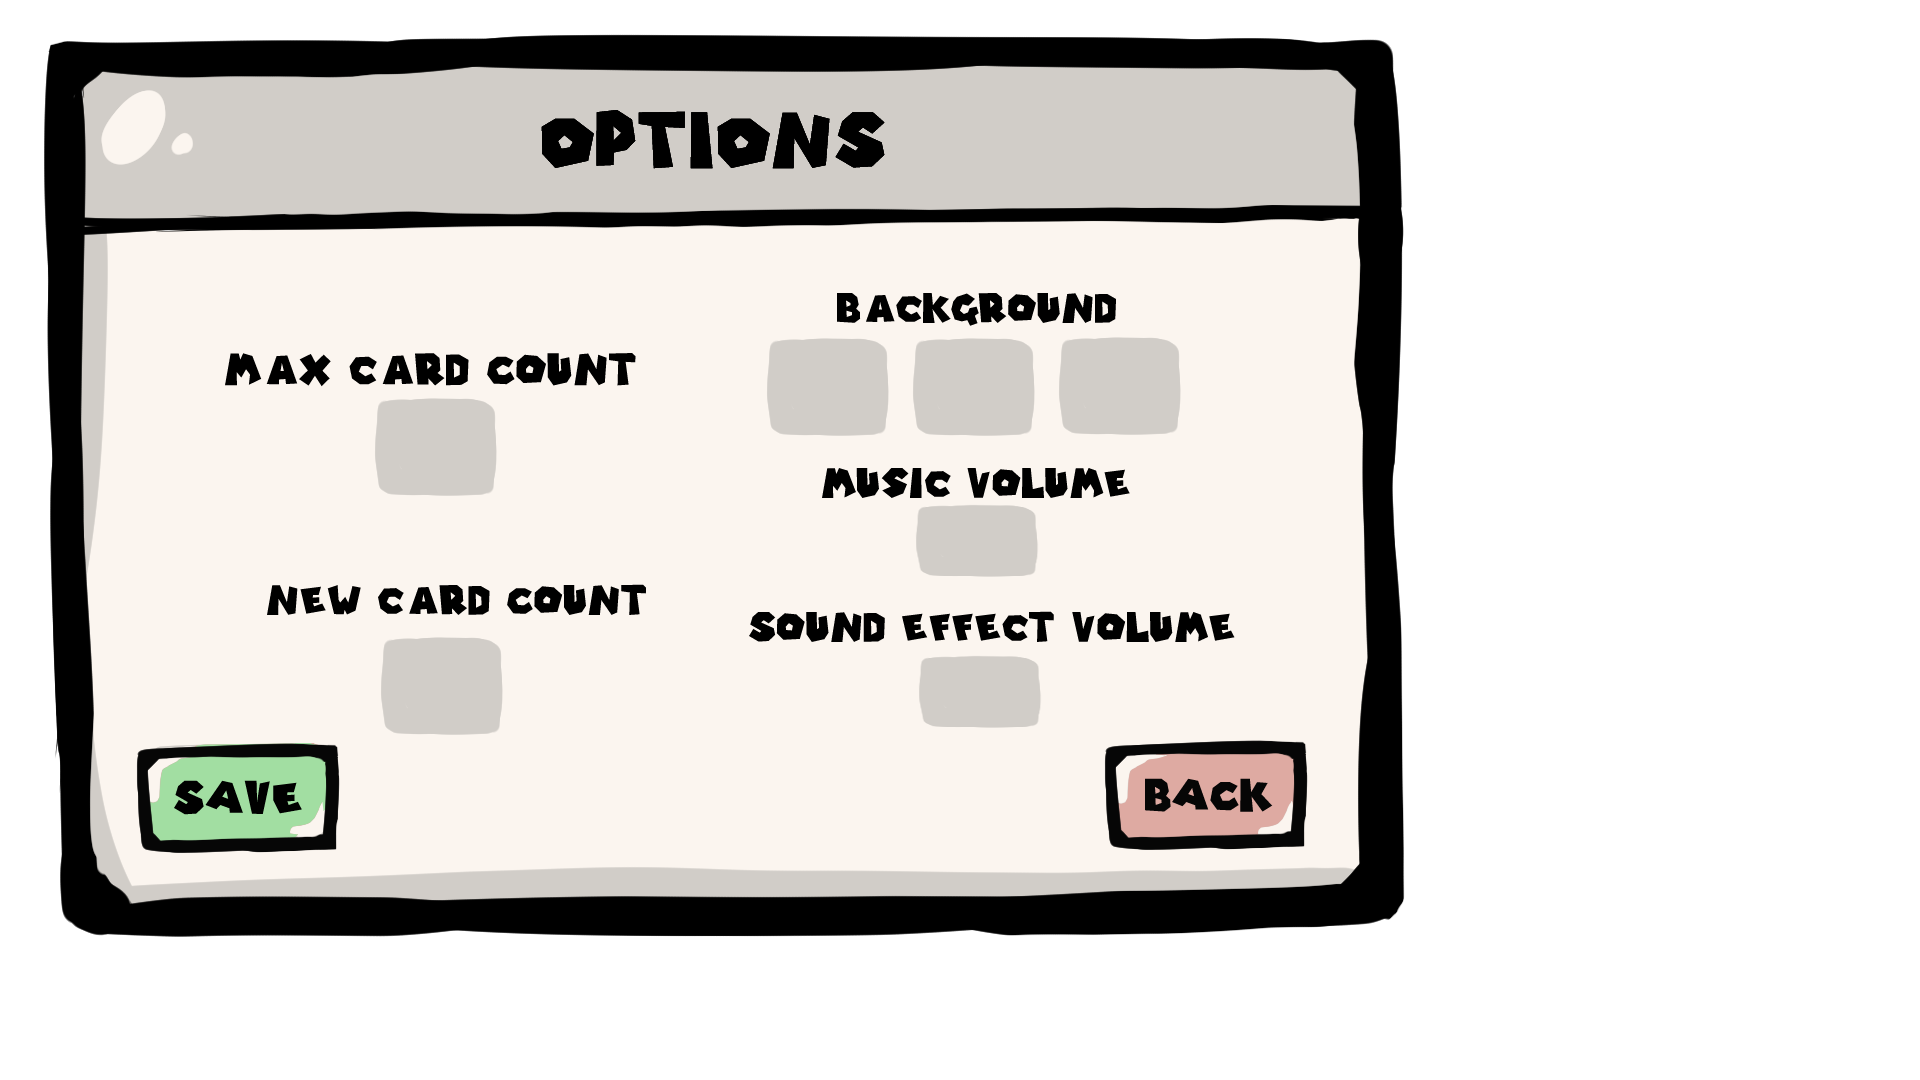 OPTIONS
MAX CARD COUNT
NEW CARD COUNT
BACKGROUND
MUSIC VOLUME
SOUND EFFECT VOLUME
SAVE
BACK